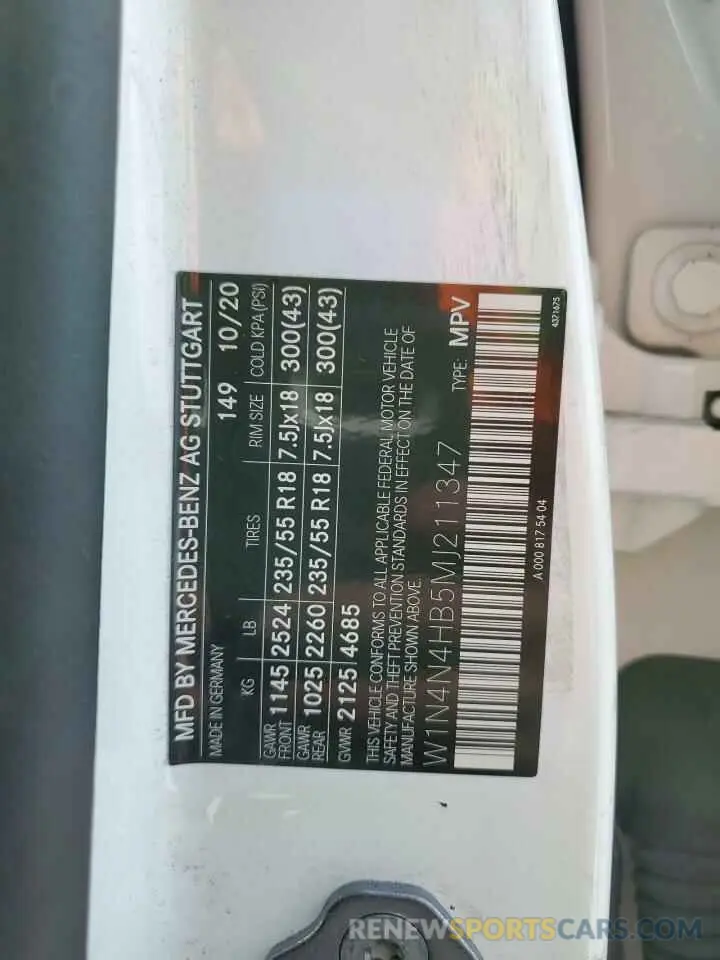 MFD BY MERCEDES-BENZ AG STUTTGART
MADE IN GERMANY 149 10/20
KG LB TIRES RIM SIZE COLD KPA (PSI)
GAWR FRONT 1145 2524 235/55 R18 7.5Jx18 300(43)
GAWR REAR 1025 2260 235/55 R18 7.5Jx18 300(43)
GVWR 2125 4685
THIS VEHICLE CONFORMS TO ALL APPLICABLE FEDERAL MOTOR VEHICLE
SAFETY AND THEFT PREVENTION STANDARDS IN EFFECT ON THE DATE OF
MANUFACTURE SHOWN ABOVE.
W1N4N4HB5MJ211347 TYPE: MPV
A 000 817 54 04 4371675
RENEWSPORTSCARS.COM